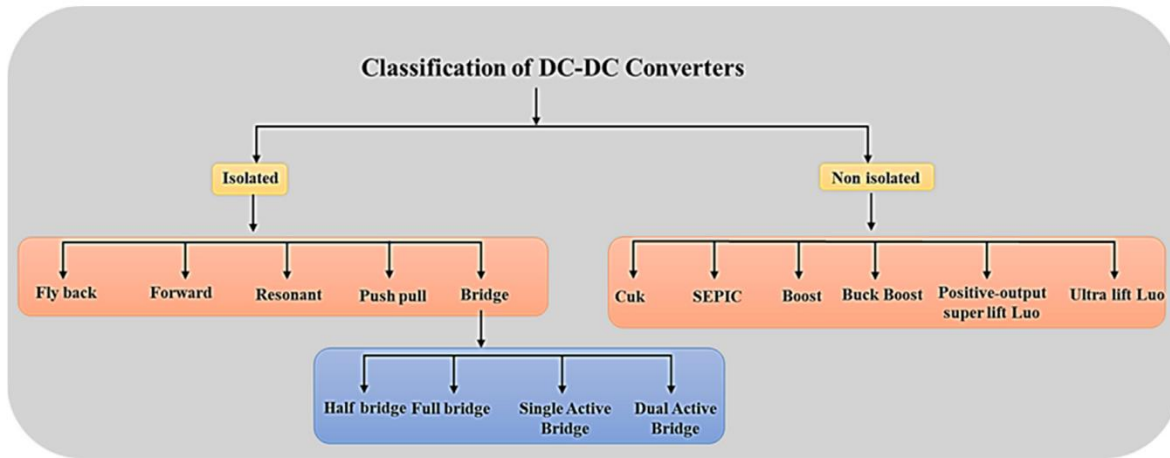 Classification of DC-DC Converters
Isolated
Non isolated
Fly back
Forward
Resonant
Push pull
Bridge
Cuk
SEPIC
Boost
Buck Boost
Positive-output
super lift Luo
Ultra lift Luo
Half bridge
Full bridge
Single Active
Bridge
Dual Active
Bridge